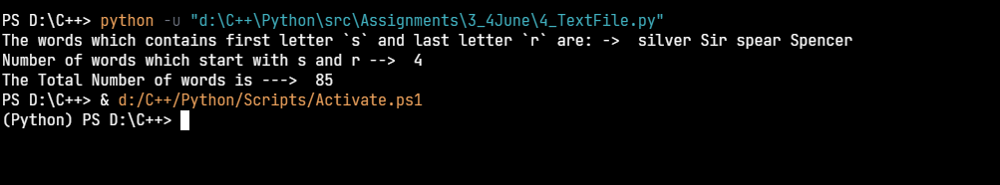 PS D:\C++> python -u "d:\C++\Python\src\Assignments\3_4June\4_TextFile.py"
The words which contains first letter `s` and last letter `r` are: ->  silver Sir spear Spencer
Number of words which start with s and r -->  4
The Total Number of words is --->  85
PS D:\C++> & d:/C++/Python/Scripts/Activate.ps1
(Python) PS D:\C++>